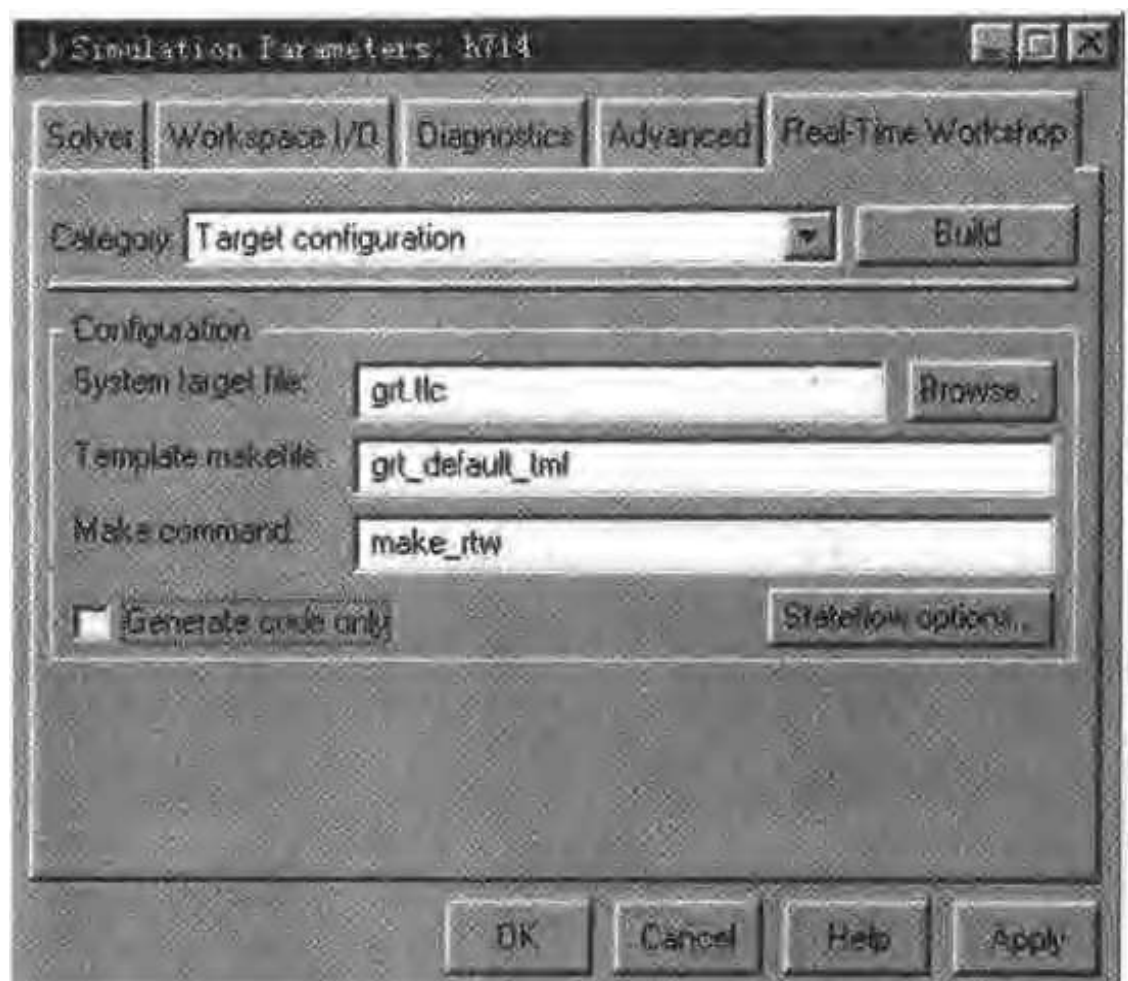 Simulation Parameters: h714
Solver Workspace I/O Diagnostics Advanced Real-Time Workshop
Category: Target configuration Build
Configuration
System target file: grt.tlc Browse..
Template makefile: grt_default_tmf
Make command: make_rtw
Generate code only Stateflow options..
OK Cancel Help Apply